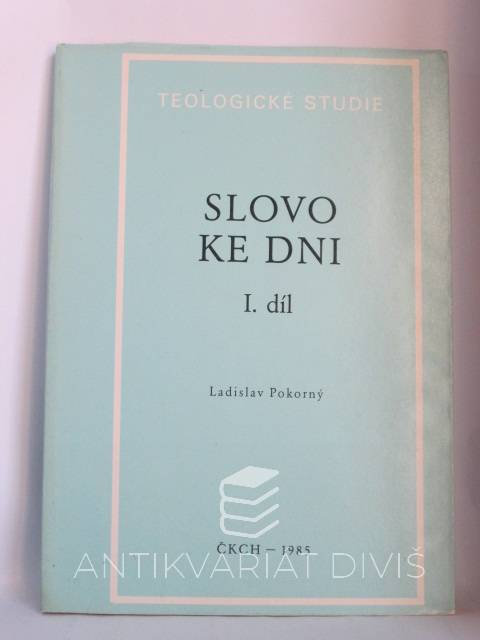 TEOLOGICKÉ STUDIE
SLOVO
KE DNI
I. díl
Ladislav Pokorný
ČKCH – 1985
ANTIKVARIÁT DIVIŠ